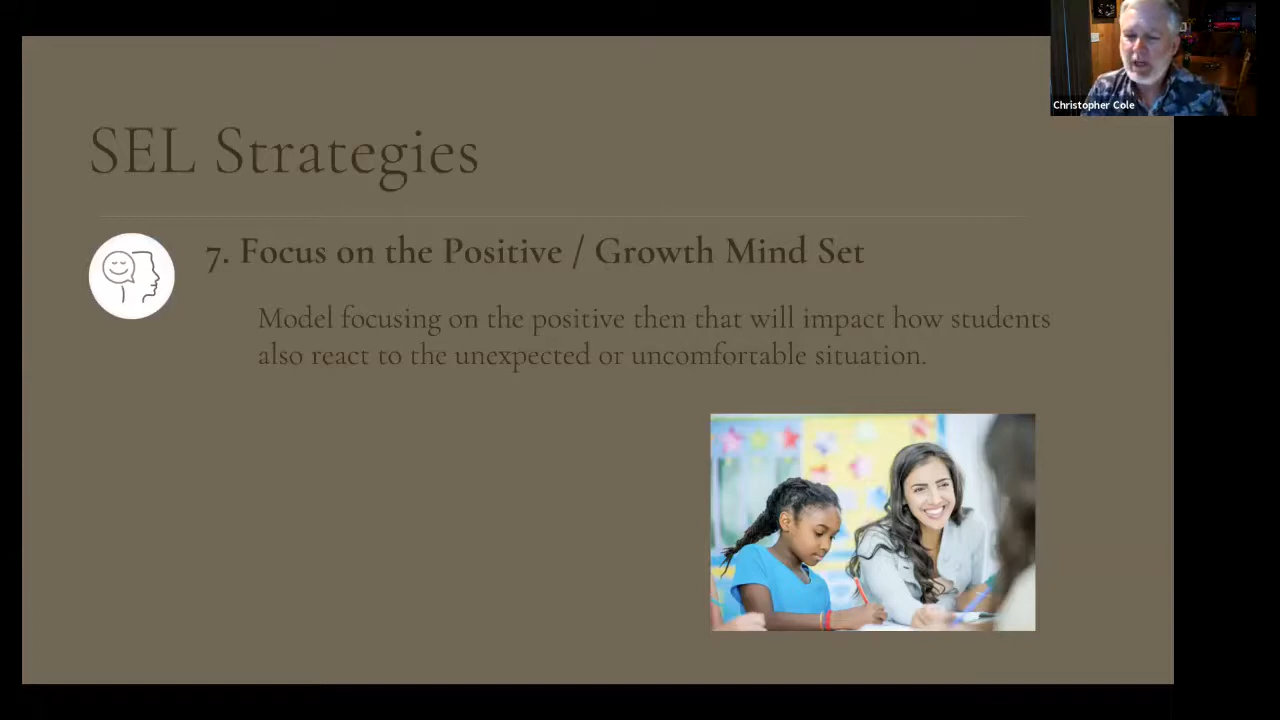 Christopher Cole
SEL Strategies
7. Focus on the Positive / Growth Mind Set
Model focusing on the positive then that will impact how students
also react to the unexpected or uncomfortable situation.